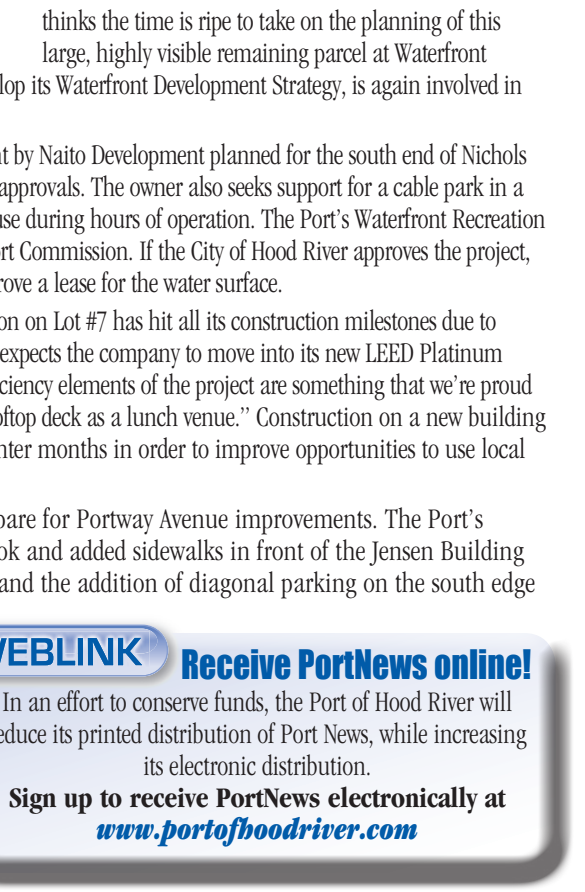 thinks the time is ripe to take on the planning of this
large, highly visible remaining parcel at Waterfront
lop its Waterfront Development Strategy, is again involved in
nt by Naito Development planned for the south end of Nichols
approvals. The owner also seeks support for a cable park in a
use during hours of operation. The Port's Waterfront Recreation
ort Commission. If the City of Hood River approves the project,
rove a lease for the water surface.
on on Lot #7 has hit all its construction milestones due to
expects the company to move into its new LEED Platinum
iciency elements of the project are something that we're proud
oftop deck as a lunch venue." Construction on a new building
nter months in order to improve opportunities to use local
pare for Portway Avenue improvements. The Port's
ok and added sidewalks in front of the Jensen Building
and the addition of diagonal parking on the south edge
WEBLINK Receive PortNews online!
In an effort to conserve funds, the Port of Hood River will
educe its printed distribution of Port News, while increasing
its electronic distribution.
Sign up to receive PortNews electronically at
www.portofhoodriver.com